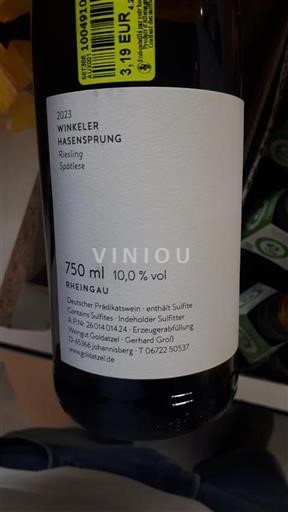 3,19 EUR
2023
WINKELER
HASENSPRUNG
Riesling
Spätlese
VINIOU
750 ml 10,0 % vol
RHEINGAU
Deutscher Prädikatswein · enthält Sulfite
Contains Sulfites · Indeholder Sulfitter
A.P.Nr. 26 014 014 24 · Erzeugerabfüllung
Weingut Goldatzel · Gerhard Groß
D-65366 Johannisberg · T 06722 50537
www.goldatzel.de